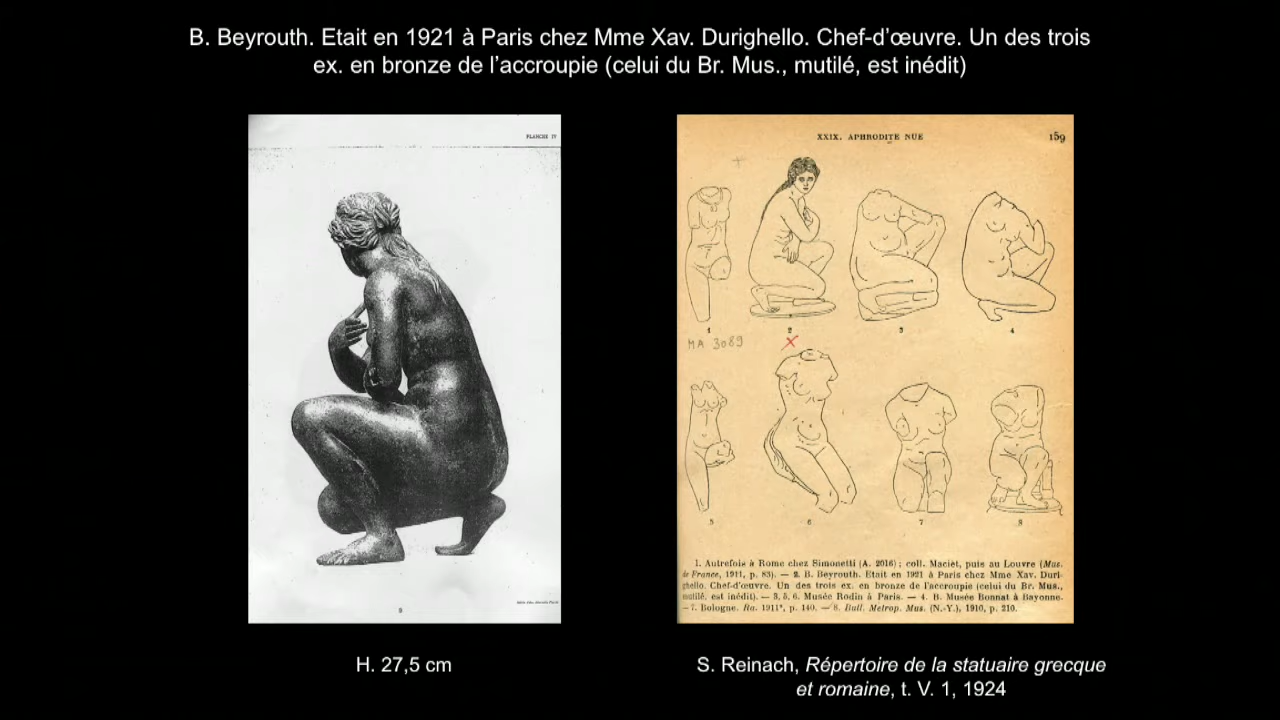 B. Beyrouth. Etait en 1921 à Paris chez Mme Xav. Durighello. Chef-d’œuvre. Un des trois
ex. en bronze de l’accroupie (celui du Br. Mus., mutilé, est inédit)
PLANCHE IV
9
XXIX. APHRODITE NUE
159
1
2
3
4
MA 3089
5
6
7
8
1. Autrefois à Rome chez Simonetti (A. 2016); coll. Maciet, puis au Louvre (Mus.
de France, 1911, p. 83). — 2. B. Beyrouth. Etait en 1921 à Paris chez Mme Xav. Duri-
ghello. Chef-d'œuvre. Un des trois ex. en bronze de l'accroupie (celui du Br. Mus.,
mutilé, est inédit). — 3, 5, 6. Musée Rodin à Paris. — 4. B. Musée Bonnat à Bayonne.
— 7. Bologne. Ra. 1911², p. 140. — 8. Bull. Metrop. Mus. (N.-Y.), 1910, p. 210.
H. 27,5 cm
S. Reinach, Répertoire de la statuaire grecque
et romaine, t. V. 1, 1924